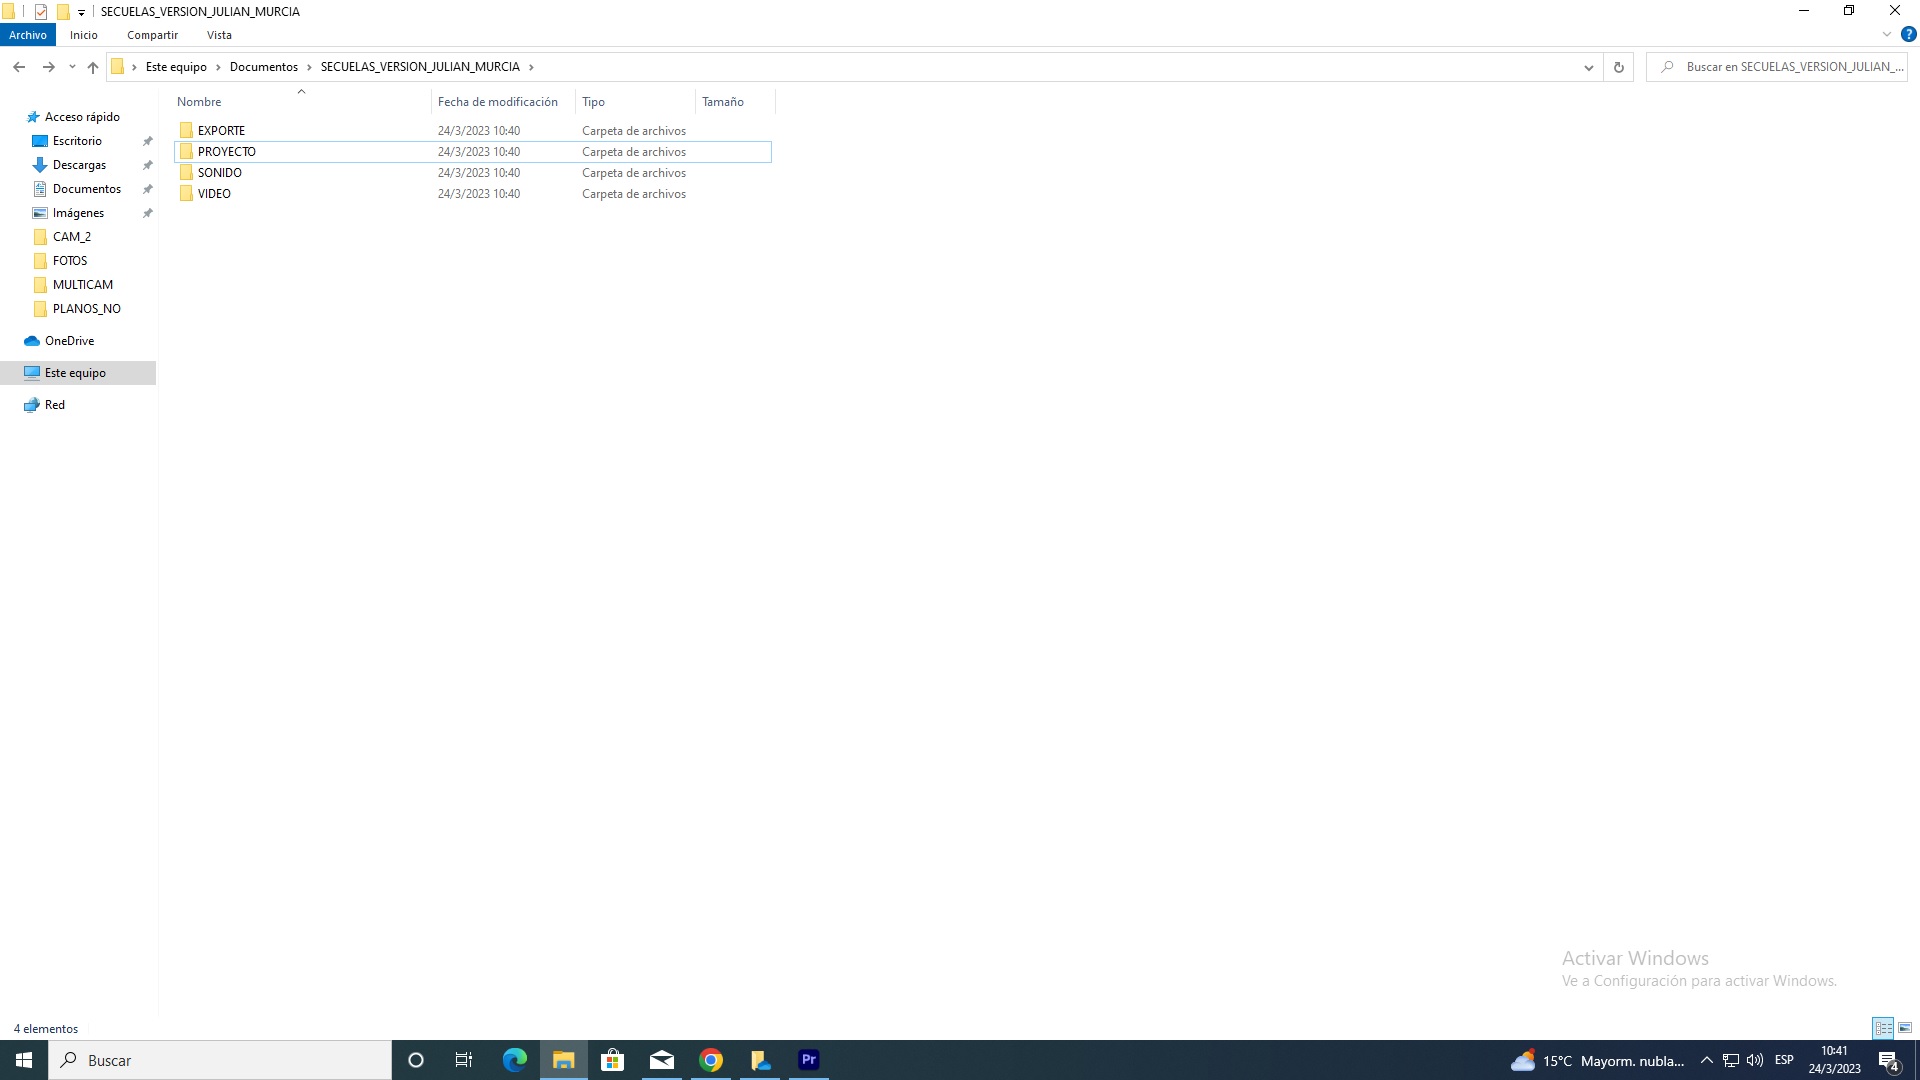 SECUELAS_VERSION_JULIAN_MURCIA
Archivo Inicio Compartir Vista
Este equipo Documentos SECUELAS_VERSION_JULIAN_MURCIA
Buscar en SECUELAS_VERSION_JULIAN_...
Nombre Fecha de modificación Tipo Tamaño
EXPORTE 24/3/2023 10:40 Carpeta de archivos
PROYECTO 24/3/2023 10:40 Carpeta de archivos
SONIDO 24/3/2023 10:40 Carpeta de archivos
VIDEO 24/3/2023 10:40 Carpeta de archivos
Acceso rápido
Escritorio
Descargas
Documentos
Imágenes
CAM_2
FOTOS
MULTICAM
PLANOS_NO
OneDrive
Este equipo
Red
Activar Windows
Ve a Configuración para activar Windows.
4 elementos
Buscar
Pr
15°C Mayorm. nubla...
ESP
10:41
24/3/2023
4